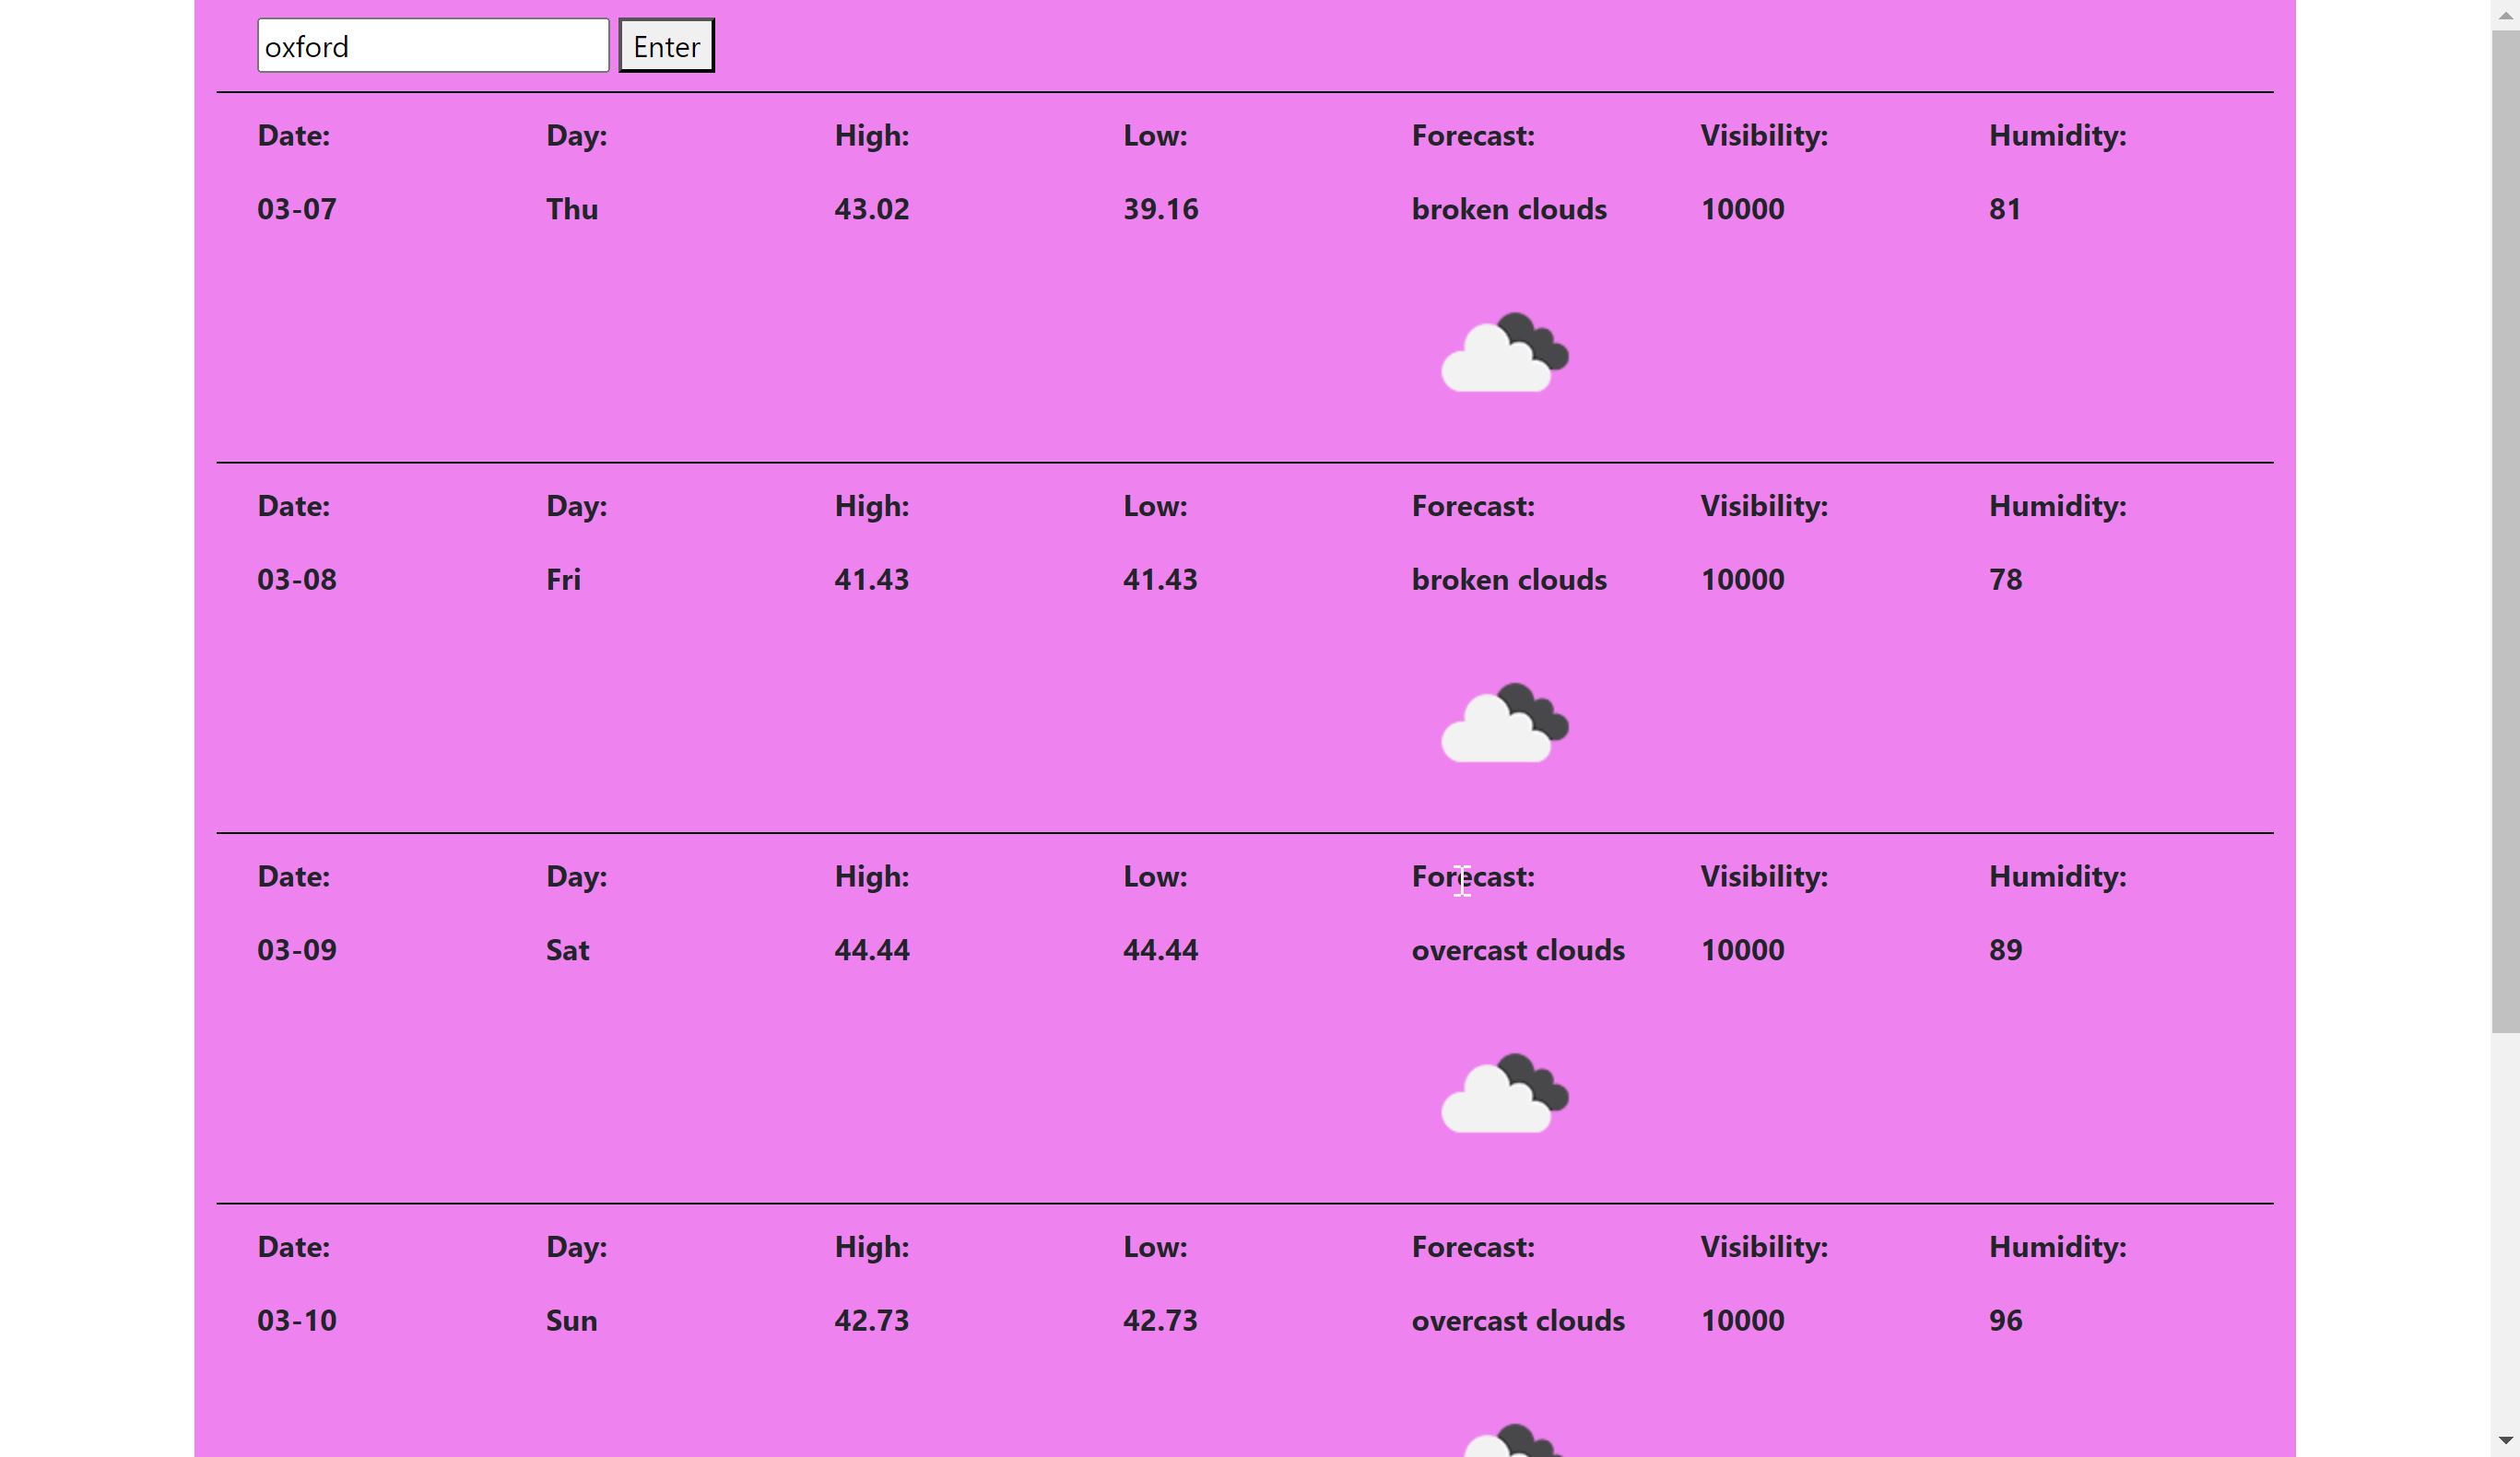 oxford Enter
Date: Day: High: Low: Forecast: Visibility: Humidity:
03-07 Thu 43.02 39.16 broken clouds 10000 81
Date: Day: High: Low: Forecast: Visibility: Humidity:
03-08 Fri 41.43 41.43 broken clouds 10000 78
Date: Day: High: Low: Forecast: Visibility: Humidity:
03-09 Sat 44.44 44.44 overcast clouds 10000 89
Date: Day: High: Low: Forecast: Visibility: Humidity:
03-10 Sun 42.73 42.73 overcast clouds 10000 96